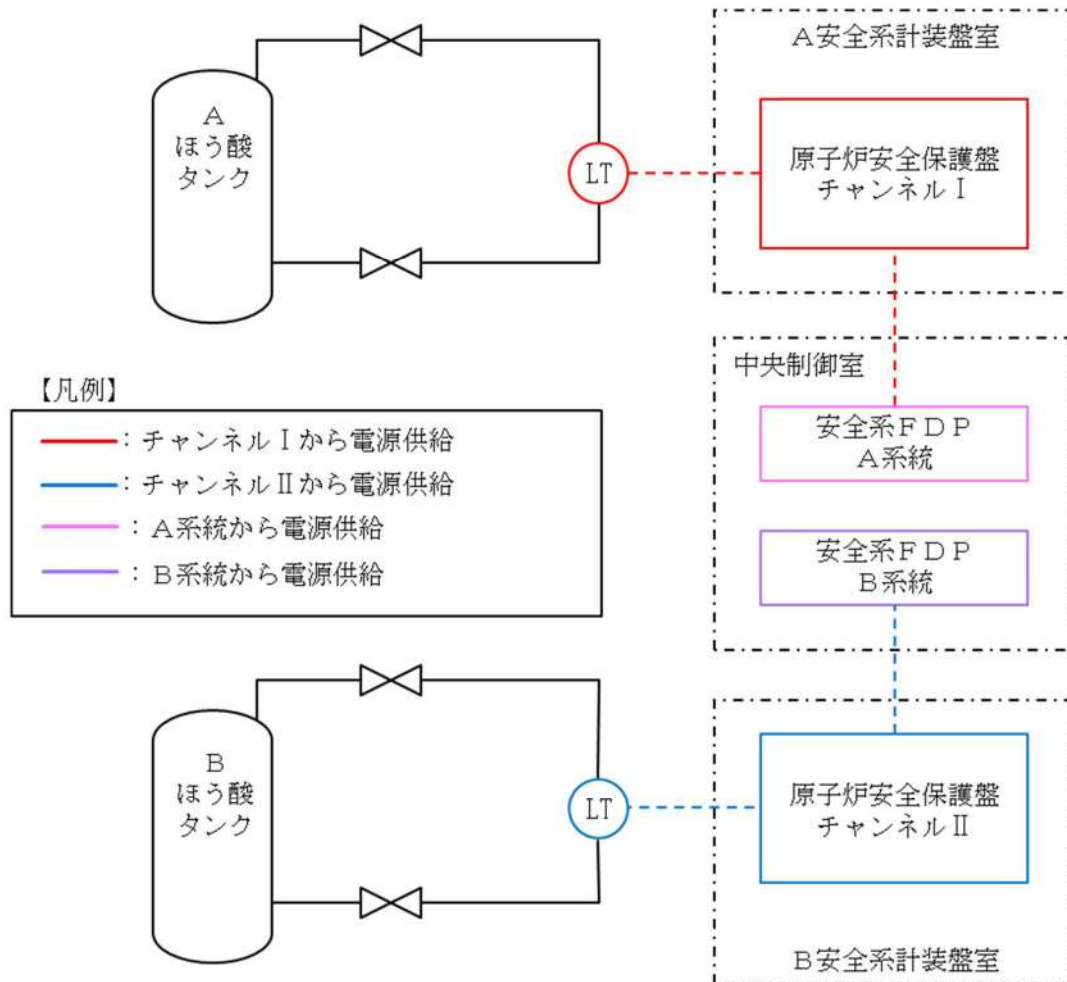 A安全系計装盤室
A
ほう酸
タンク
LT
原子炉安全保護盤
チャンネルⅠ
中央制御室
安全系FDP
A系統
安全系FDP
B系統
【凡例】
:チャンネルⅠから電源供給
:チャンネルⅡから電源供給
:A系統から電源供給
:B系統から電源供給
B
ほう酸
タンク
LT
原子炉安全保護盤
チャンネルⅡ
B安全系計装盤室